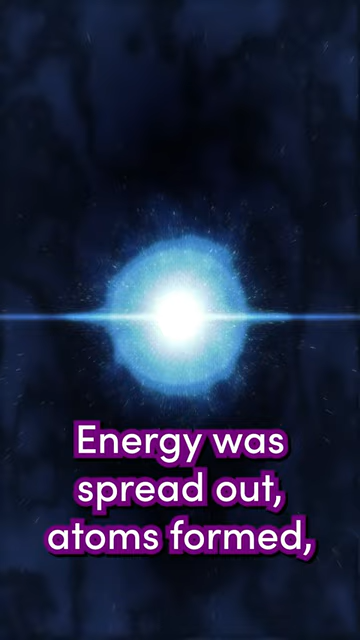 Energy was
spread out,
atoms formed,